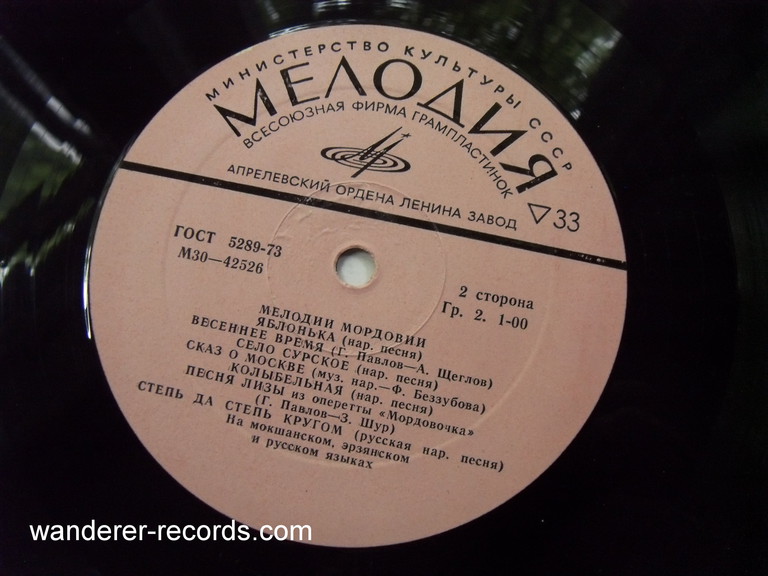 МИНИСТЕРСТВО КУЛЬТУРЫ СССР
МЕЛОДИЯ
ВСЕСОЮЗНАЯ ФИРМА ГРАМПЛАСТИНОК
АПРЕЛЕВСКИЙ ОРДЕНА ЛЕНИНА ЗАВОД
▷33
ГОСТ 5289-73
М30—42526
2 сторона
Гр. 2. 1-00
МЕЛОДИИ МОРДОВИИ
ЯБЛОНЬКА (нар. песня)
ВЕСЕННЕЕ ВРЕМЯ (Г. Павлов—А. Щеглов)
СЕЛО СУРСКОЕ (нар. песня)
СКАЗ О МОСКВЕ (муз. нар.—Ф. Беззубова)
КОЛЫБЕЛЬНАЯ (нар. песня)
ПЕСНЯ ЛИЗЫ из оперетты «Мордовочка»
(Г. Павлов—З. Шур)
СТЕПЬ ДА СТЕПЬ КРУГОМ (русская нар. песня)
На мокшанском, эрзянском
и русском языках
wanderer-records.com